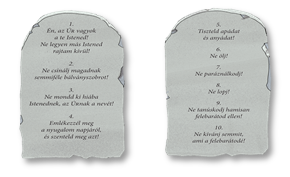 1.
Én, az ÚR vagyok
a te Istened!
Ne legyen más Istened
rajtam kívül!
2.
Ne csinálj magadnak
semmiféle bálványszobrot!
3.
Ne mondd ki hiába
Istenednek, az ÚRnak a nevét!
4.
Emlékezzél meg
a nyugalom napjáról,
és szenteld meg azt!
5.
Tiszteld apádat
és anyádat!
6.
Ne ölj!
7.
Ne paráználkodj!
8.
Ne lopj!
9.
Ne tanúskodj hamisan
felebarátod ellen!
10.
Ne kívánj semmit,
ami a felebarátodé!